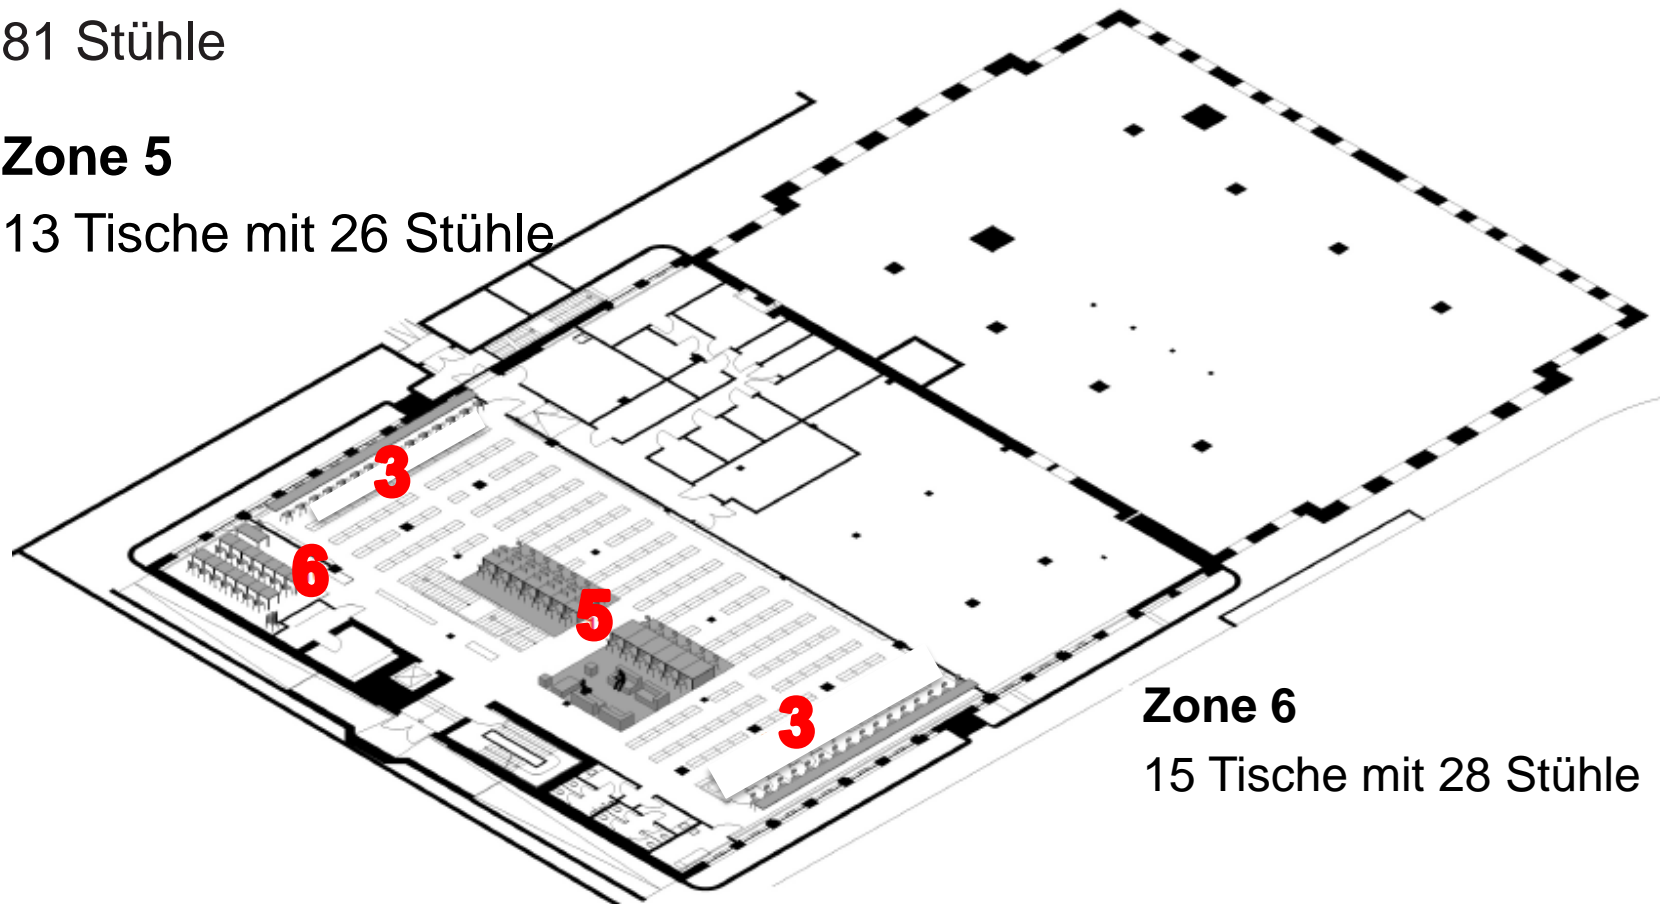 81 Stühle
Zone 5
13 Tische mit 26 Stühle
3
6
5
3
Zone 6
15 Tische mit 28 Stühle